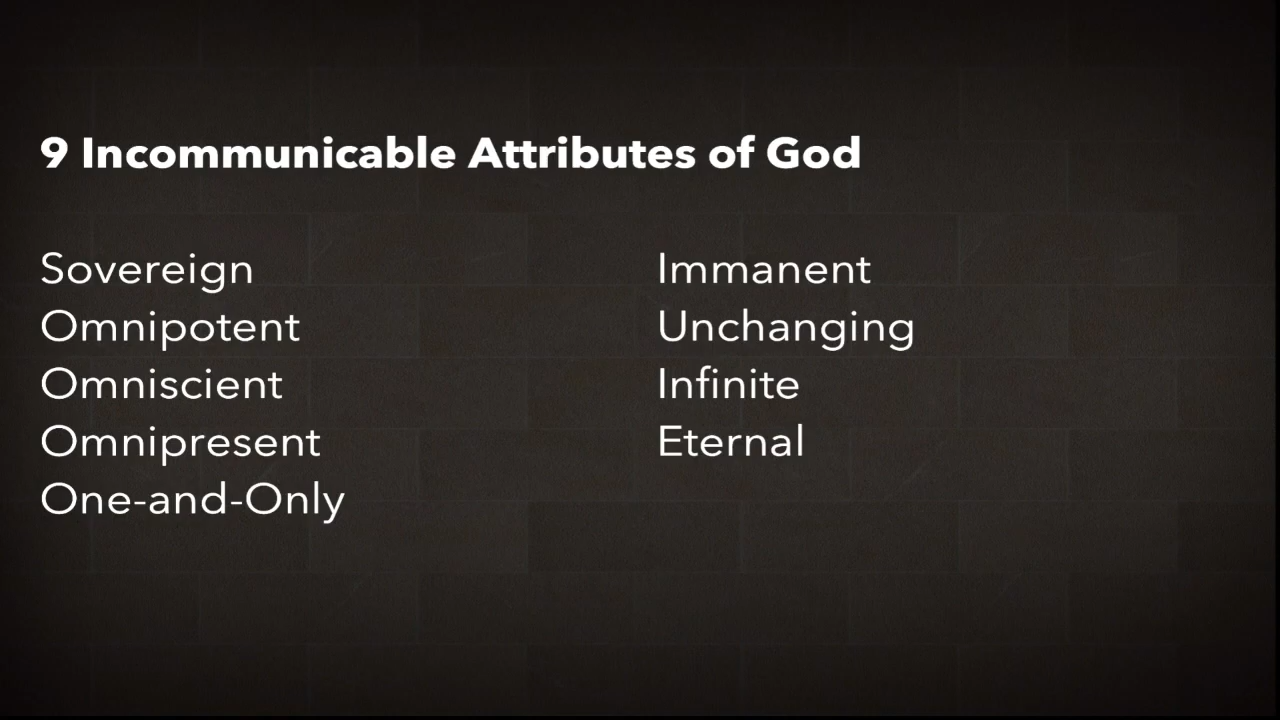 9 Incommunicable Attributes of God
Sovereign
Omnipotent
Omniscient
Omnipresent
One-and-Only
Immanent
Unchanging
Infinite
Eternal